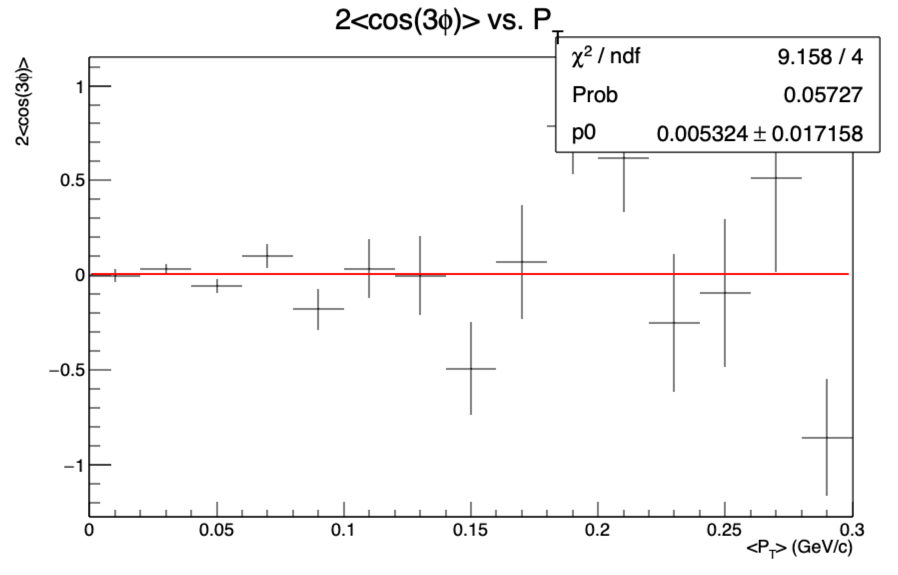 2<cos(3ϕ)> vs. P_T
χ² / ndf 9.158 / 4
Prob 0.05727
p0 0.005324 ± 0.017158
2<cos(3ϕ)>
1
0.5
0
−0.5
−1
0 0.05 0.1 0.15 0.2 0.25 0.3
<P_T> (GeV/c)